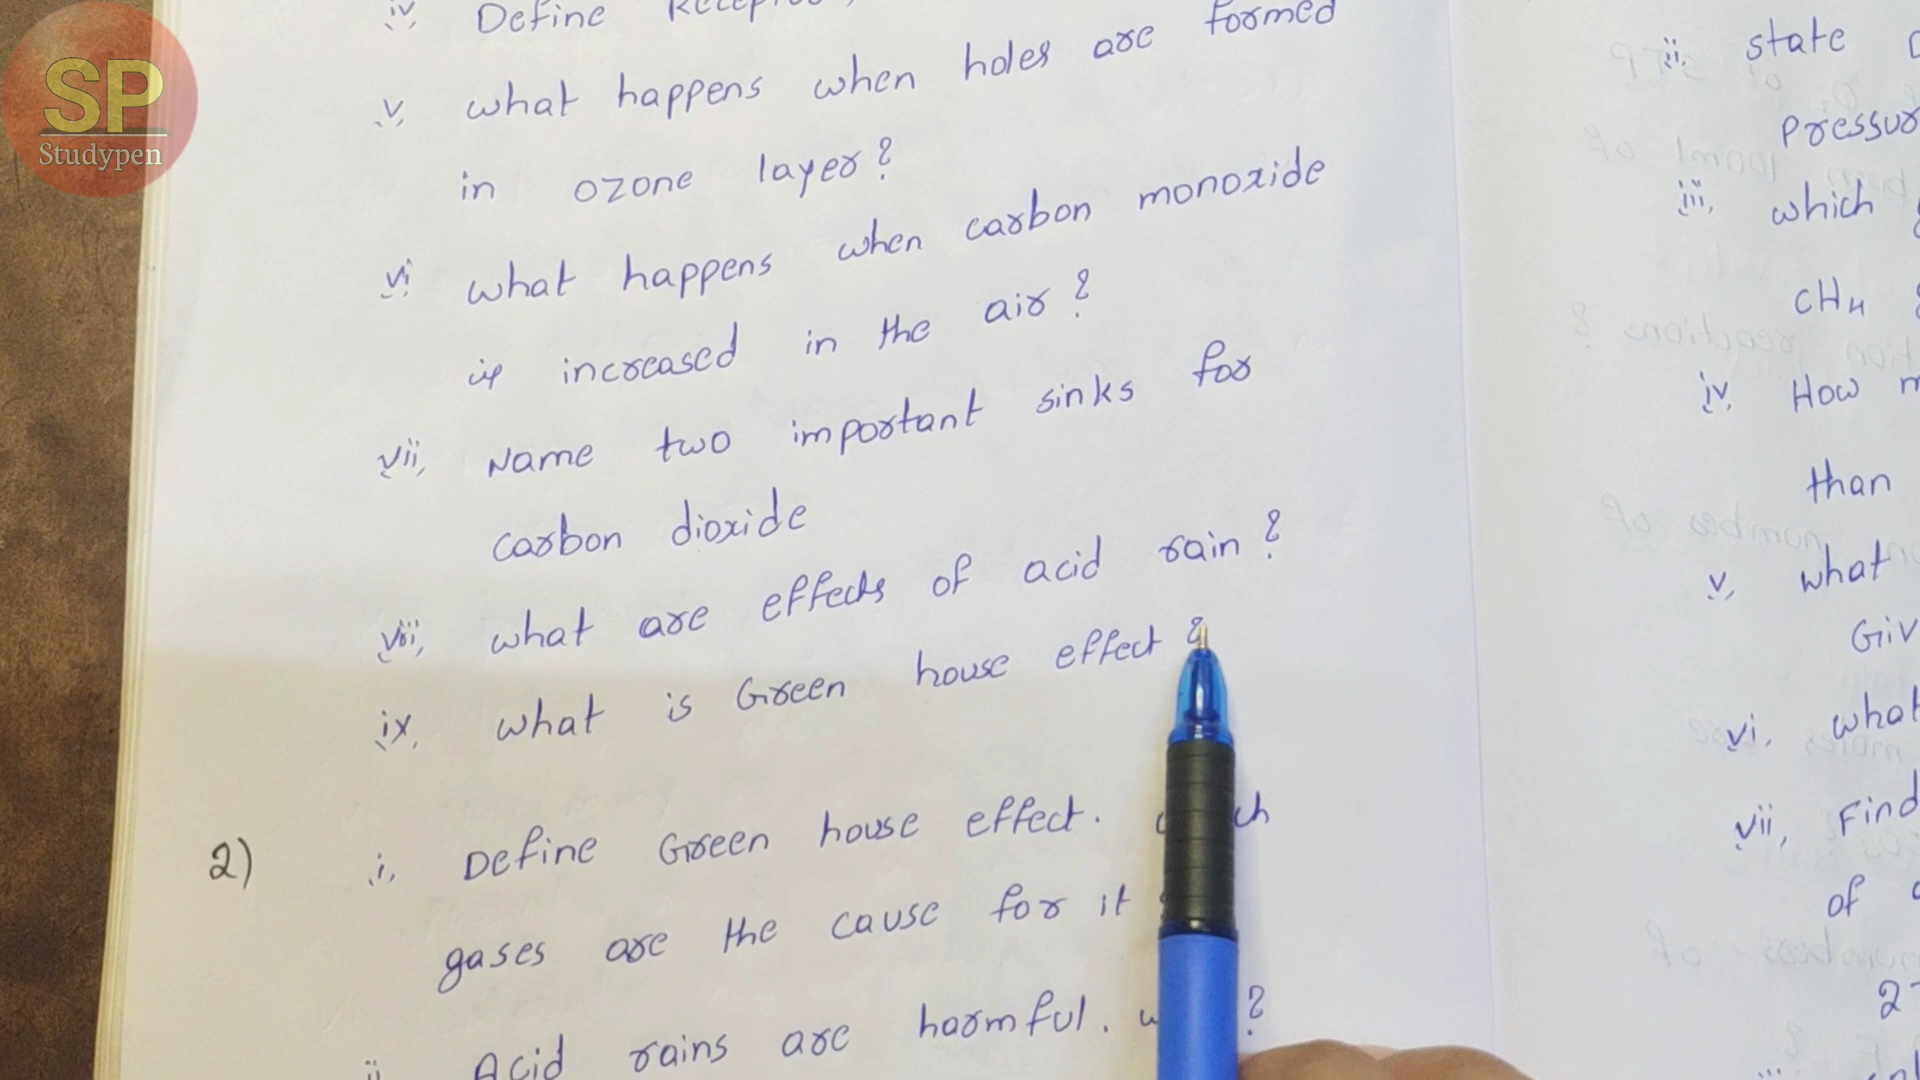 SP
Studypen
iv Define
v, what happens when holes are formed
in ozone layer?
vi what happens when carbon monoxide
is increased in the air?
vii, Name two important sinks for
carbon dioxide
viii, what are effects of acid rain?
ix, what is Green house effect?
2) i, Define Green house effect.
gases are the cause for it
ii Acid rains are harmful. ?
ii, state
iii, which
CH4
iv, How
than
v, what
vi, what
vii, Find
of